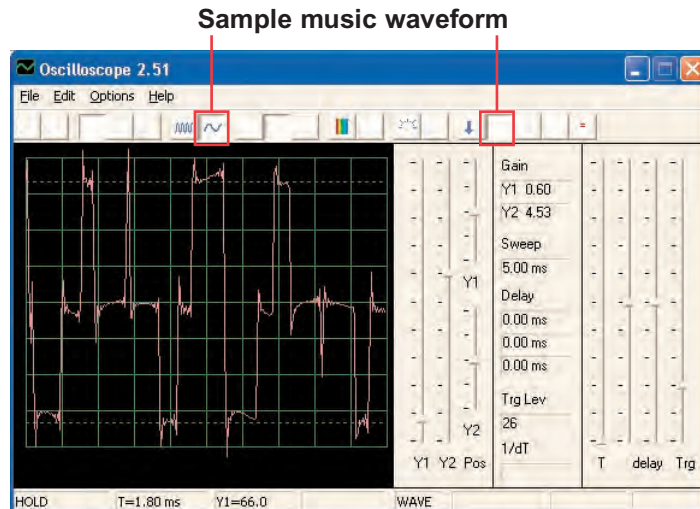 Sample music waveform
Oscilloscope 2.51
File Edit Options Help
Gain
Y1 0.60
Y2 4.53
Sweep
5.00 ms
Y1
Delay
0.00 ms
0.00 ms
0.00 ms
Trg Lev
26
Y2
1/dT
Y1 Y2 Pos
T delay Trg
HOLD T=1.80 ms Y1=66.0 WAVE